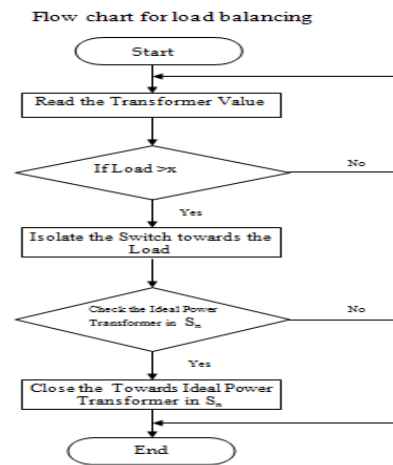 Flow chart for load balancing
Start
Read the Transformer Value
If Load >x
No
Yes
Isolate the Switch towards the
Load
Check the Ideal Power
Transformer in Sn
No
Yes
Close the Towards Ideal Power
Transformer in Sn
End